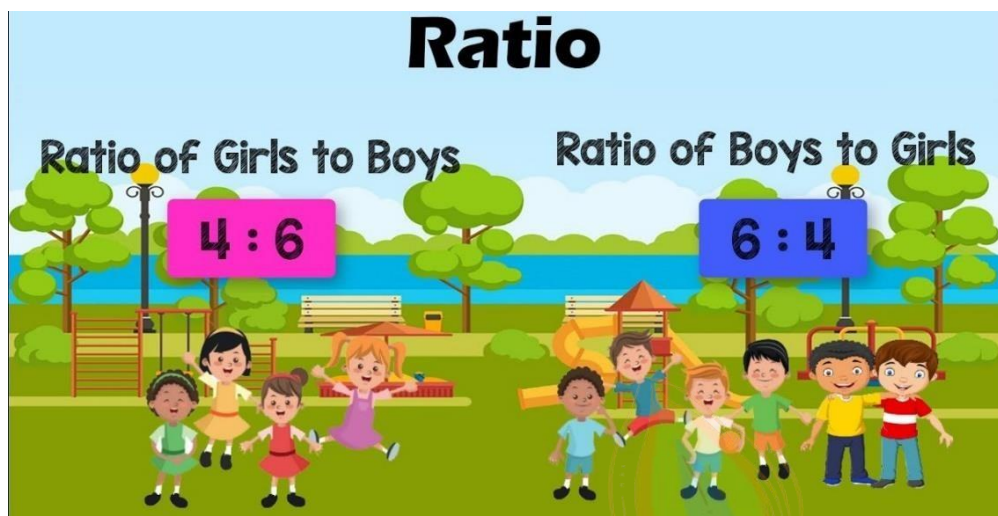 Ratio
Ratio of Girls to Boys
4 : 6
Ratio of Boys to Girls
6 : 4